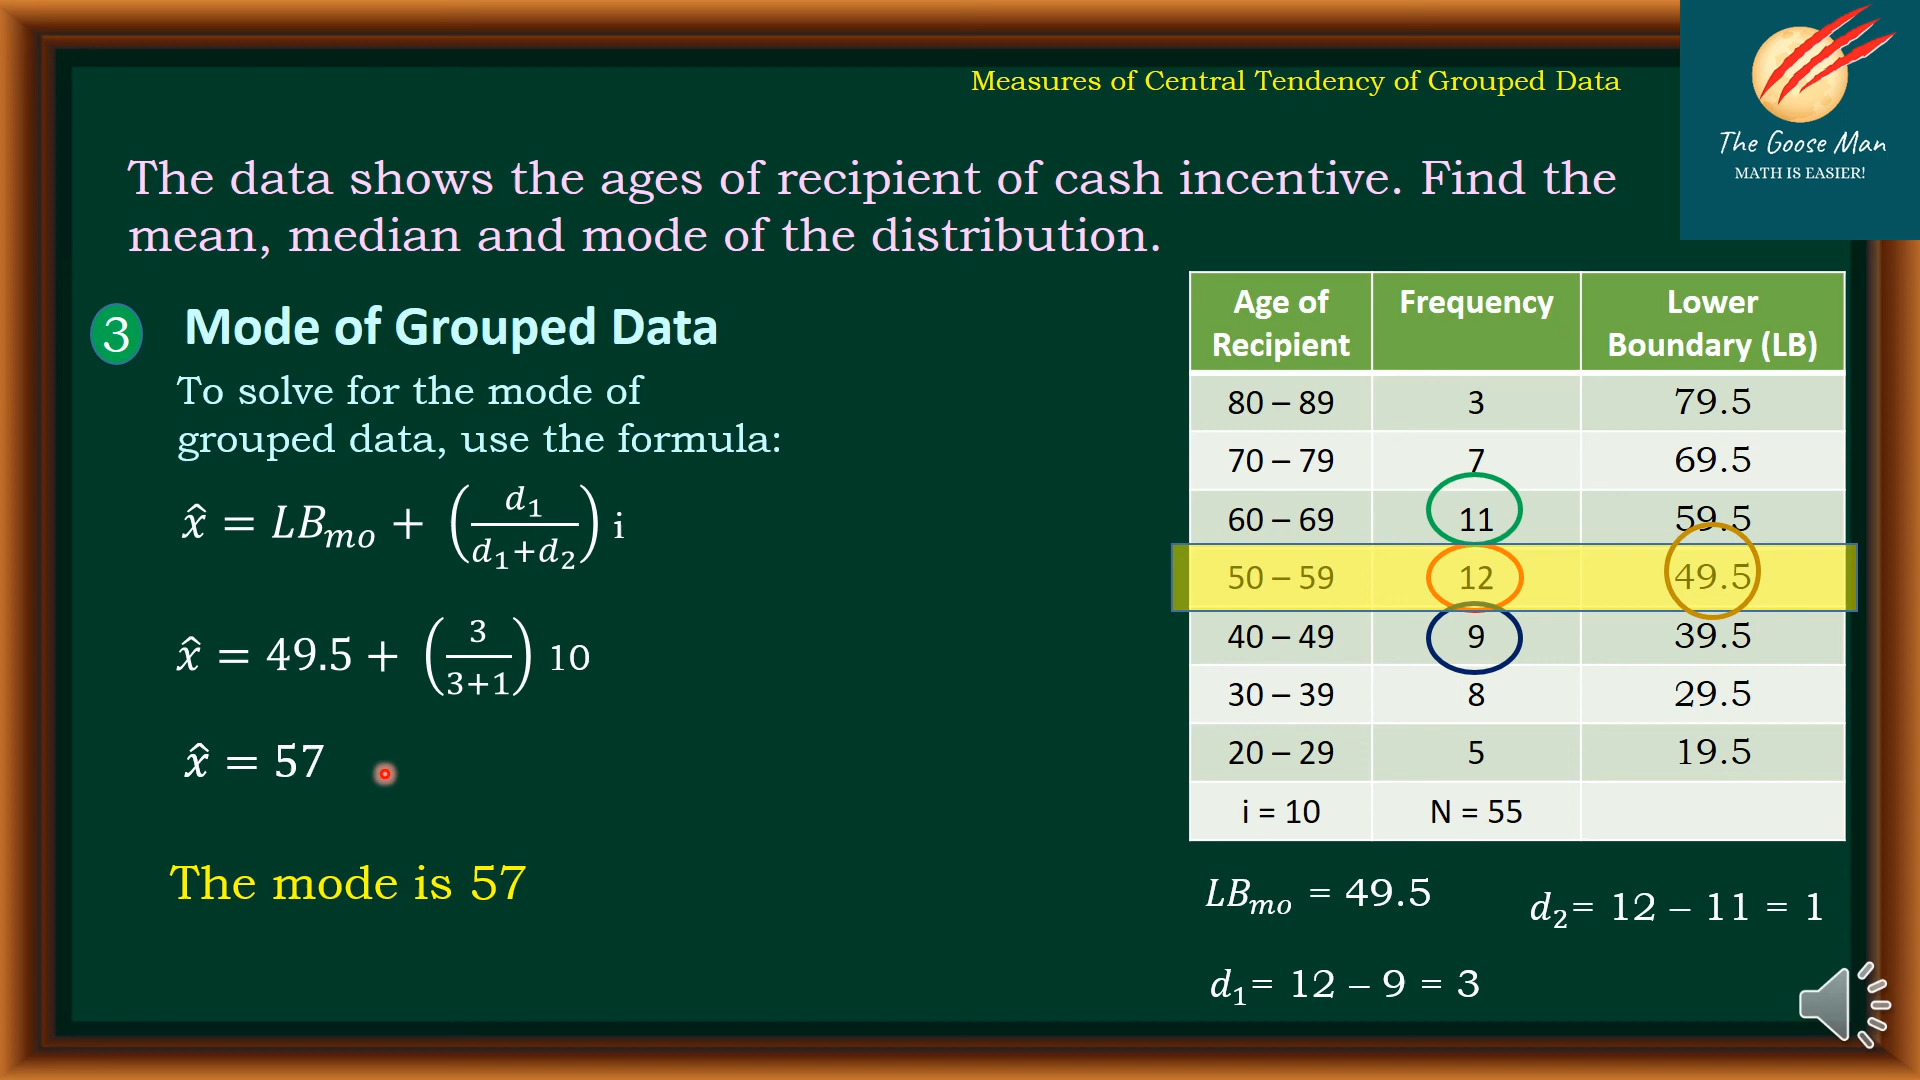 Measures of Central Tendency of Grouped Data
The Goose Man
MATH IS EASIER!
The data shows the ages of recipient of cash incentive. Find the
mean, median and mode of the distribution.
3 Mode of Grouped Data
To solve for the mode of
grouped data, use the formula:
x̂ = LBₘₒ + (d₁/(d₁+d₂)) i
x̂ = 49.5 + (3/(3+1)) 10
x̂ = 57
The mode is 57
Age of Recipient Frequency Lower Boundary (LB)
80 – 89 3 79.5
70 – 79 7 69.5
60 – 69 11 59.5
50 – 59 12 49.5
40 – 49 9 39.5
30 – 39 8 29.5
20 – 29 5 19.5
i = 10 N = 55
LBₘₒ = 49.5
d₂= 12 – 11 = 1
d₁= 12 – 9 = 3